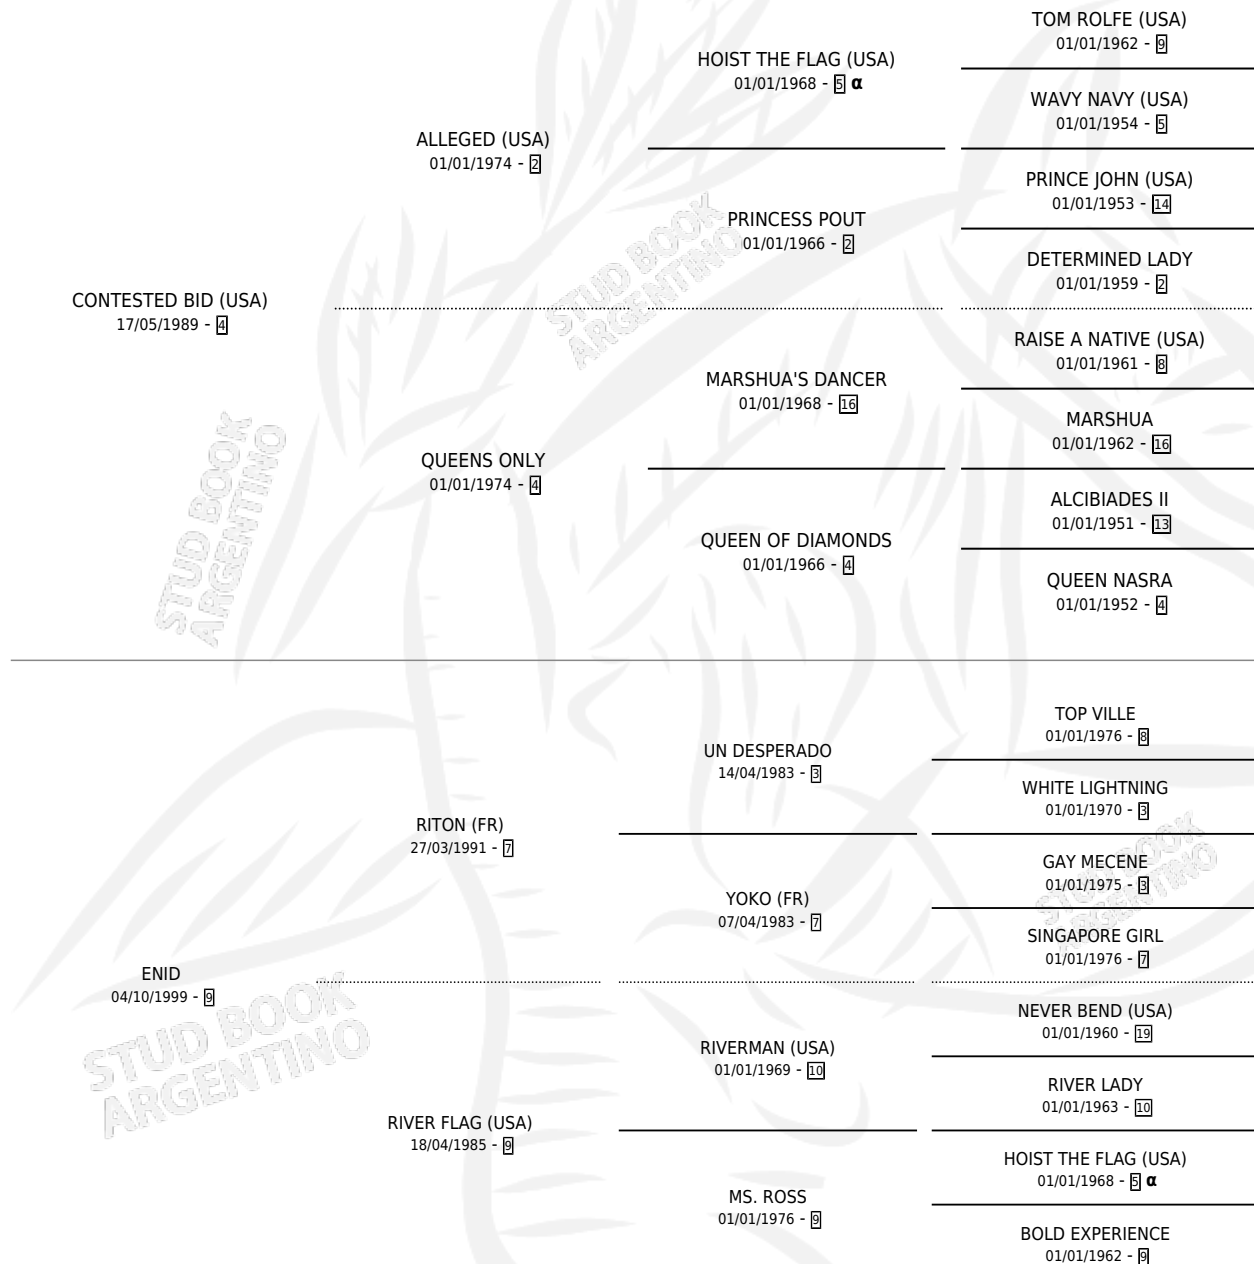 TOM ROLFE (USA)
01/01/1962 - 9
HOIST THE FLAG (USA)
01/01/1968 - 5 α
WAVY NAVY (USA)
01/01/1954 - 5
ALLEGED (USA)
01/01/1974 - 2
PRINCE JOHN (USA)
01/01/1953 - 14
PRINCESS POUT
01/01/1966 - 2
DETERMINED LADY
01/01/1959 - 2
STUD BOOK
ARGENTINO
CONTESTED BID (USA)
17/05/1989 - 4
RAISE A NATIVE (USA)
01/01/1961 - 8
MARSHUA'S DANCER
01/01/1968 - 16
MARSHUA
01/01/1962 - 16
QUEENS ONLY
01/01/1974 - 4
ALCIBIADES II
01/01/1951 - 13
QUEEN OF DIAMONDS
01/01/1966 - 4
QUEEN NASRA
01/01/1952 - 4
STUD BOOK
ARGENTINO
TOP VILLE
01/01/1976 - 8
UN DESPERADO
14/04/1983 - 3
WHITE LIGHTNING
01/01/1970 - 3
RITON (FR)
27/03/1991 - 7
GAY MECENE
01/01/1975 - 3
YOKO (FR)
07/04/1983 - 7
SINGAPORE GIRL
01/01/1976 - 7
STUD BOOK
ARGENTINO
ENID
04/10/1999 - 9
NEVER BEND (USA)
01/01/1960 - 19
RIVERMAN (USA)
01/01/1969 - 10
RIVER LADY
01/01/1963 - 10
STUD BOOK
ARGENTINO
RIVER FLAG (USA)
18/04/1985 - 9
HOIST THE FLAG (USA)
01/01/1968 - 5 α
MS. ROSS
01/01/1976 - 9
BOLD EXPERIENCE
01/01/1962 - 9